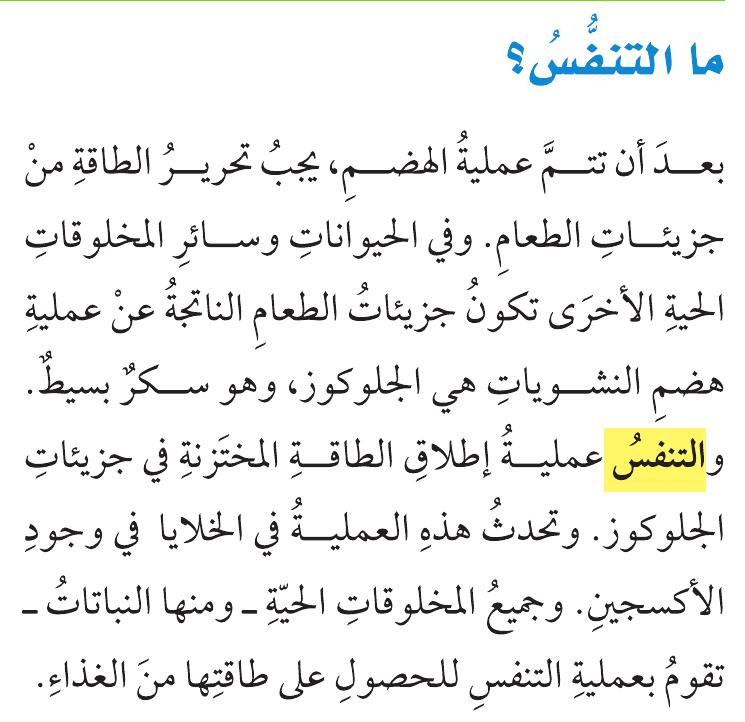 ما التنفُّسُ؟
بعدَ أن تتمَّ عمليةُ الهضمِ، يجبُ تحريرُ الطاقةِ منْ
جزيئاتِ الطعامِ. وفي الحيواناتِ وسائرِ المخلوقاتِ
الحيةِ الأخرَى تكونُ جزيئاتُ الطعامِ الناتجةُ عنْ عمليةِ
هضمِ النشوياتِ هي الجلوكوز، وهو سكرٌ بسيطٌ.
والتنفسُ عمليةُ إطلاقِ الطاقةِ المختَزنةِ في جزيئاتِ
الجلوكوز. وتحدثُ هذهِ العمليةُ في الخلايا في وجودِ
الأكسجينِ. وجميعُ المخلوقاتِ الحيّةِ ـ ومنها النباتاتُ ـ
تقومُ بعمليةِ التنفسِ للحصولِ على طاقتِها منَ الغذاءِ.